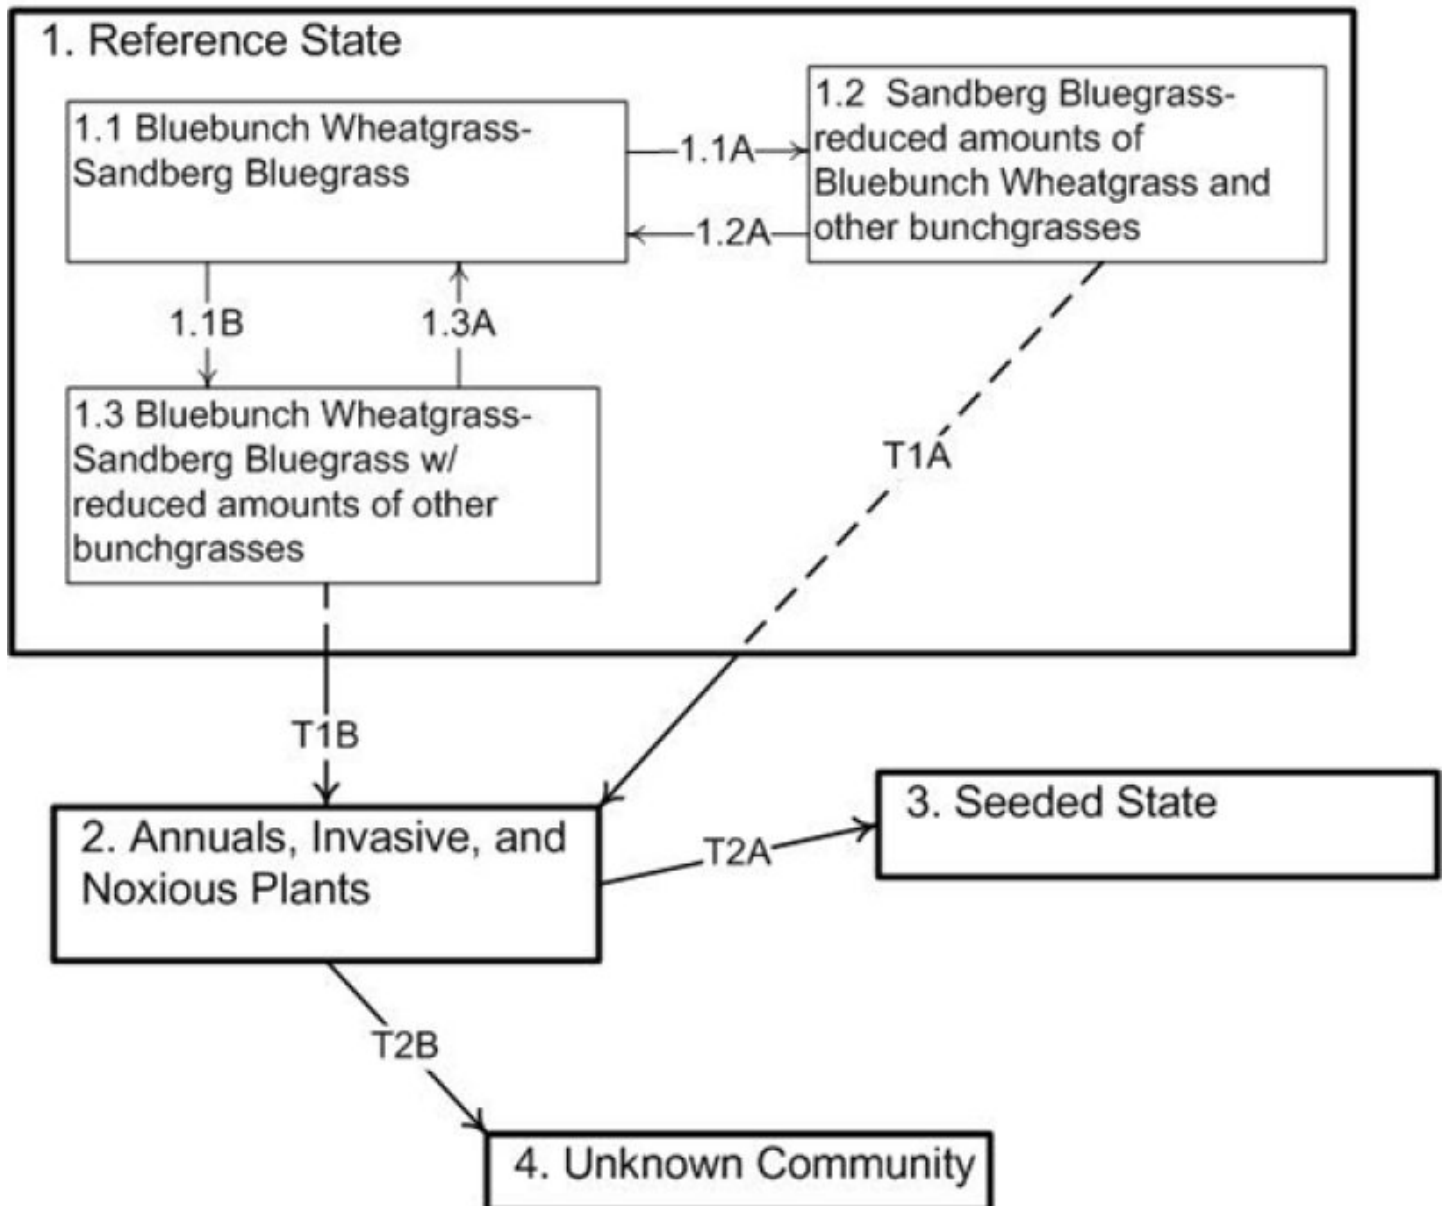 1. Reference State
1.1 Bluebunch Wheatgrass-
Sandberg Bluegrass
1.1A
1.2A
1.2  Sandberg Bluegrass-
reduced amounts of
Bluebunch Wheatgrass and
other bunchgrasses
1.1B
1.3A
1.3 Bluebunch Wheatgrass-
Sandberg Bluegrass w/
reduced amounts of other
bunchgrasses
T1A
T1B
2. Annuals, Invasive, and
Noxious Plants
T2A
3. Seeded State
T2B
4. Unknown Community